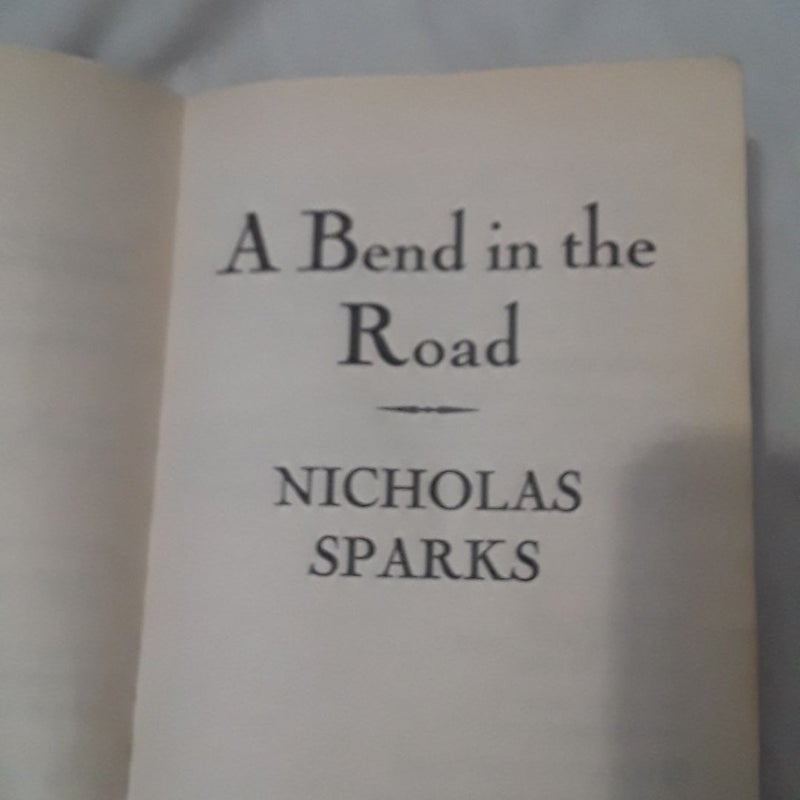 A Bend in the
Road
NICHOLAS
SPARKS